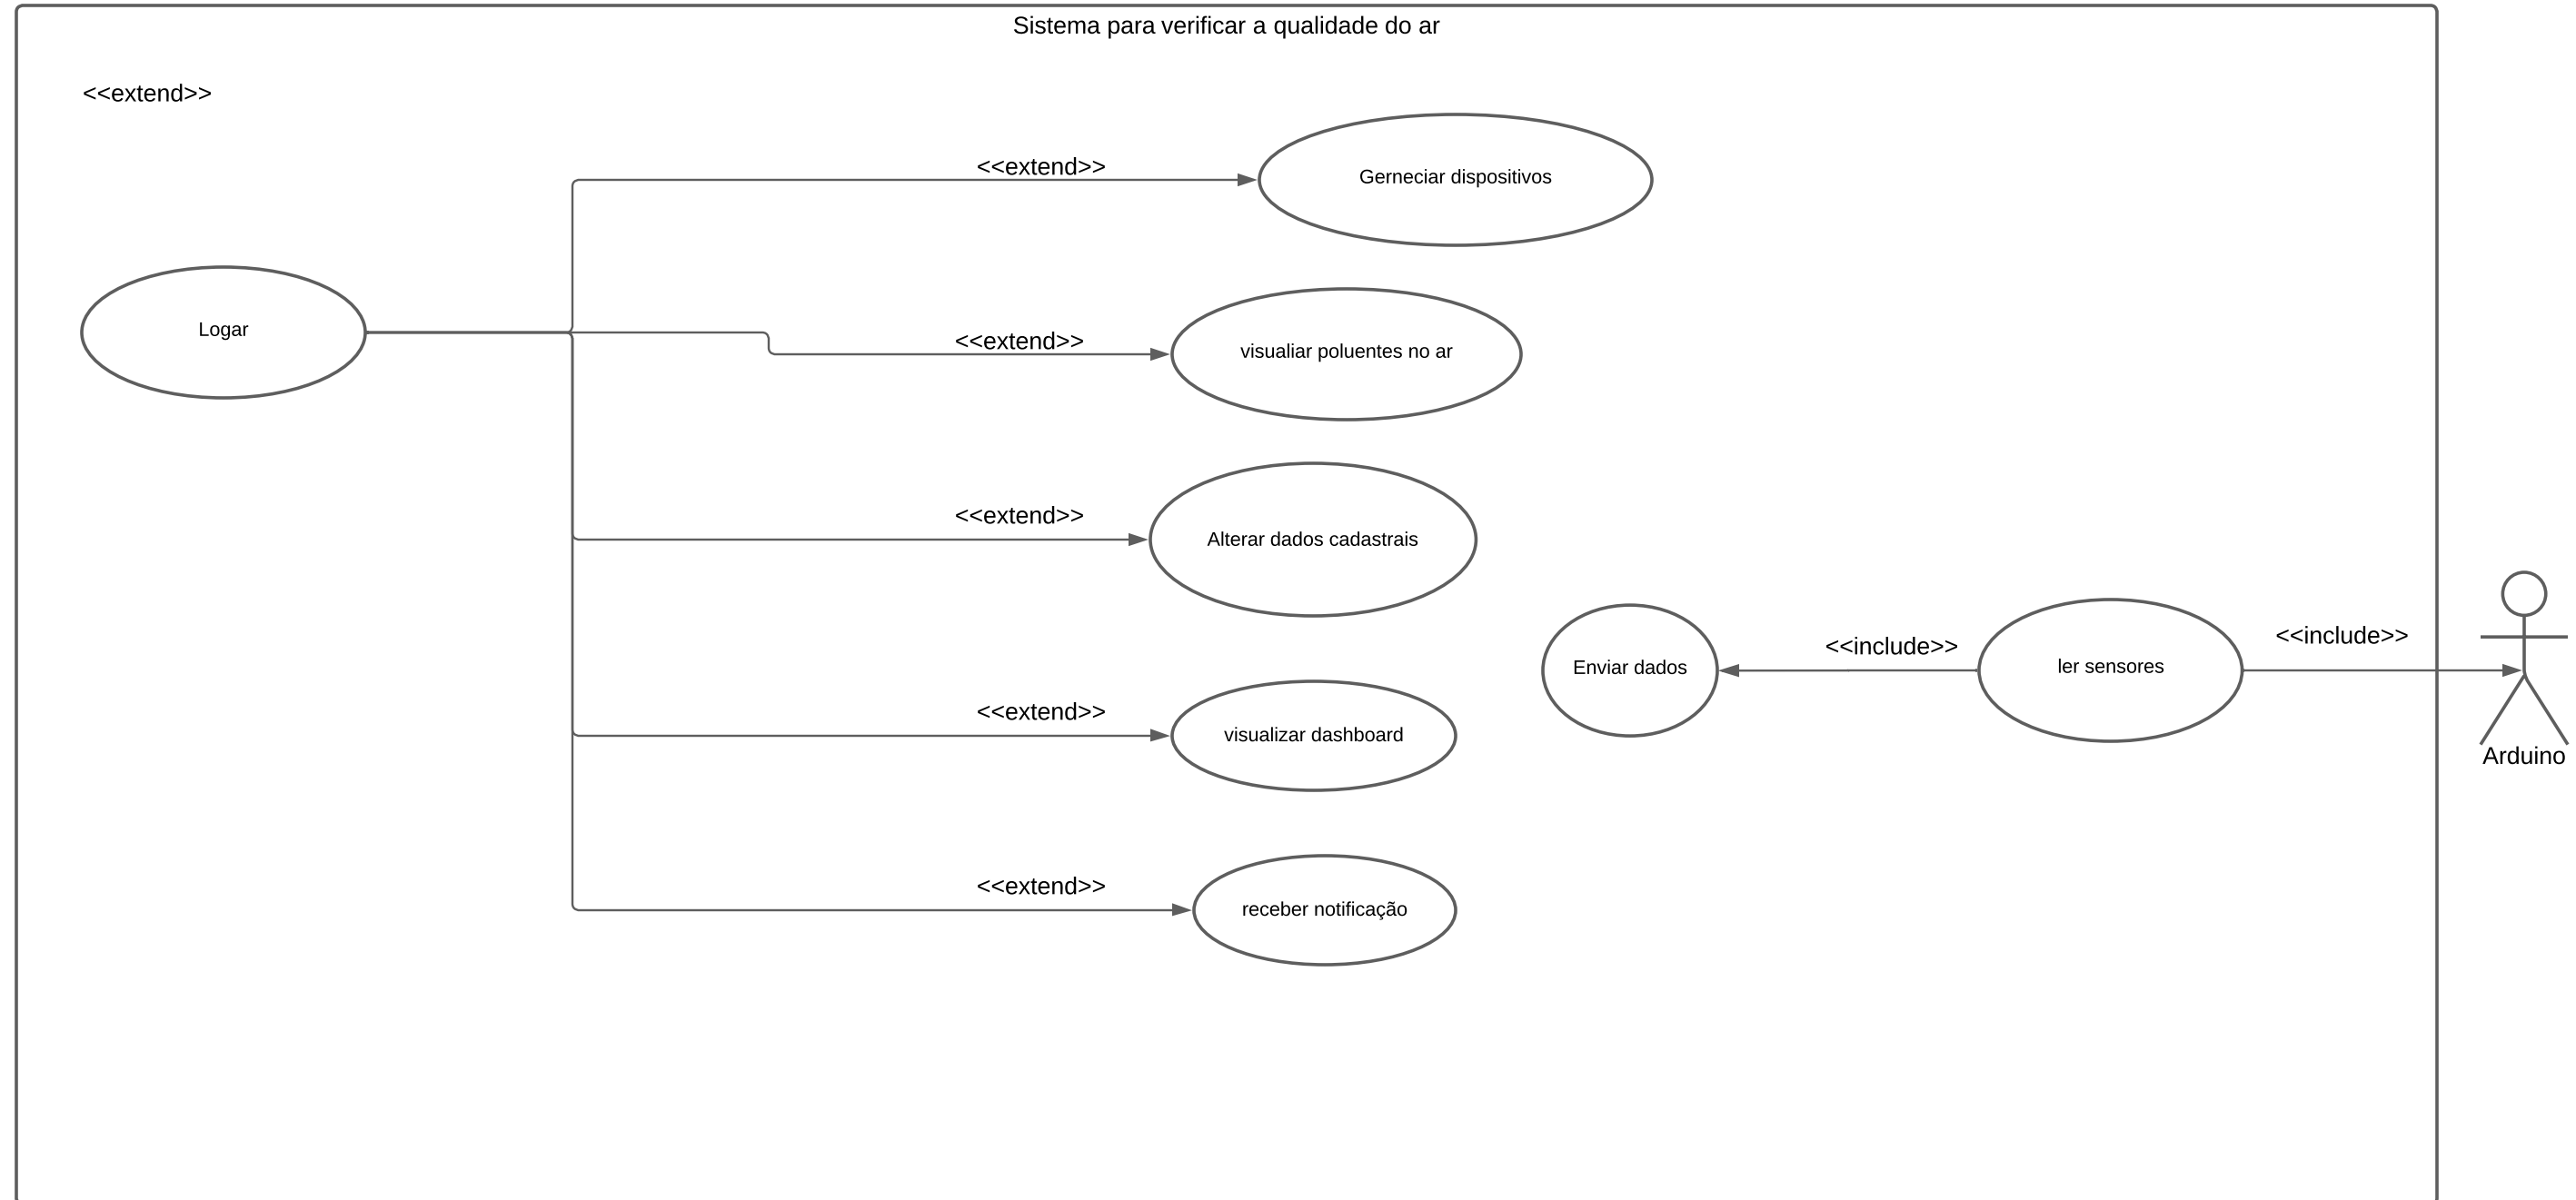 Sistema para verificar a qualidade do ar
<<extend>>
<<extend>>
Gerneciar dispositivos
Logar
<<extend>>
visualiar poluentes no ar
<<extend>>
Alterar dados cadastrais
Enviar dados
<<include>>
ler sensores
<<include>>
Arduino
<<extend>>
visualizar dashboard
<<extend>>
receber notificação